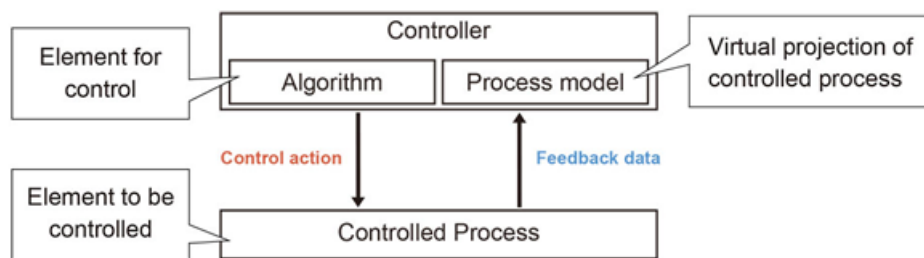 Controller
Element for
control
Algorithm
Process model
Virtual projection of
controlled process
Control action
Feedback data
Element to be
controlled
Controlled Process